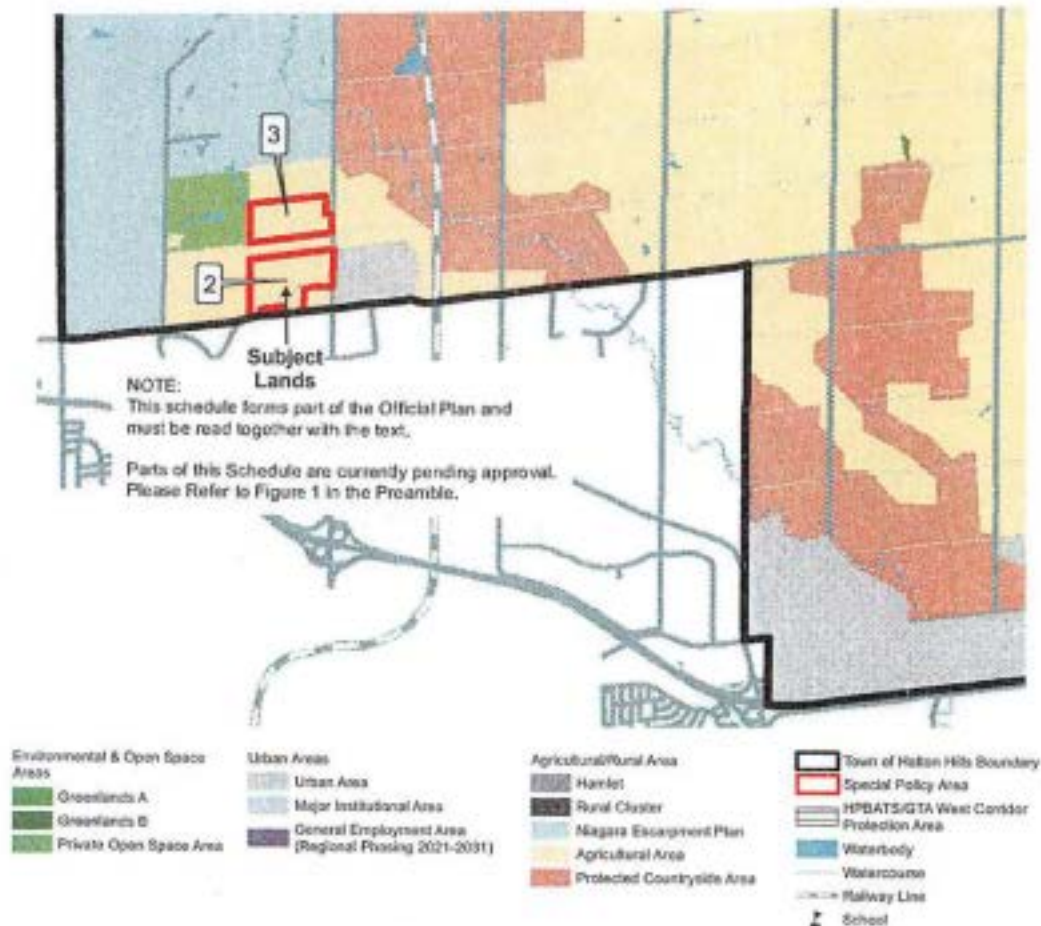 3
2
Subject
Lands
NOTE:
This schedule forms part of the Official Plan and
must be read together with the text.
Parts of this Schedule are currently pending approval.
Please Refer to Figure 1 in the Preamble.
Environmental & Open Space
Areas
Greenlands A
Greenlands B
Private Open Space Area
Urban Areas
Urban Area
Major Institutional Area
General Employment Area
(Regional Phasing 2021-2031)
Agricultural/Rural Area
Hamlet
Rural Cluster
Niagara Escarpment Plan
Agricultural Area
Protected Countryside Area
Town of Halton Hills Boundary
Special Policy Area
HPBATS/GTA West Corridor
Protection Area
Waterbody
Watercourse
Railway Line
School